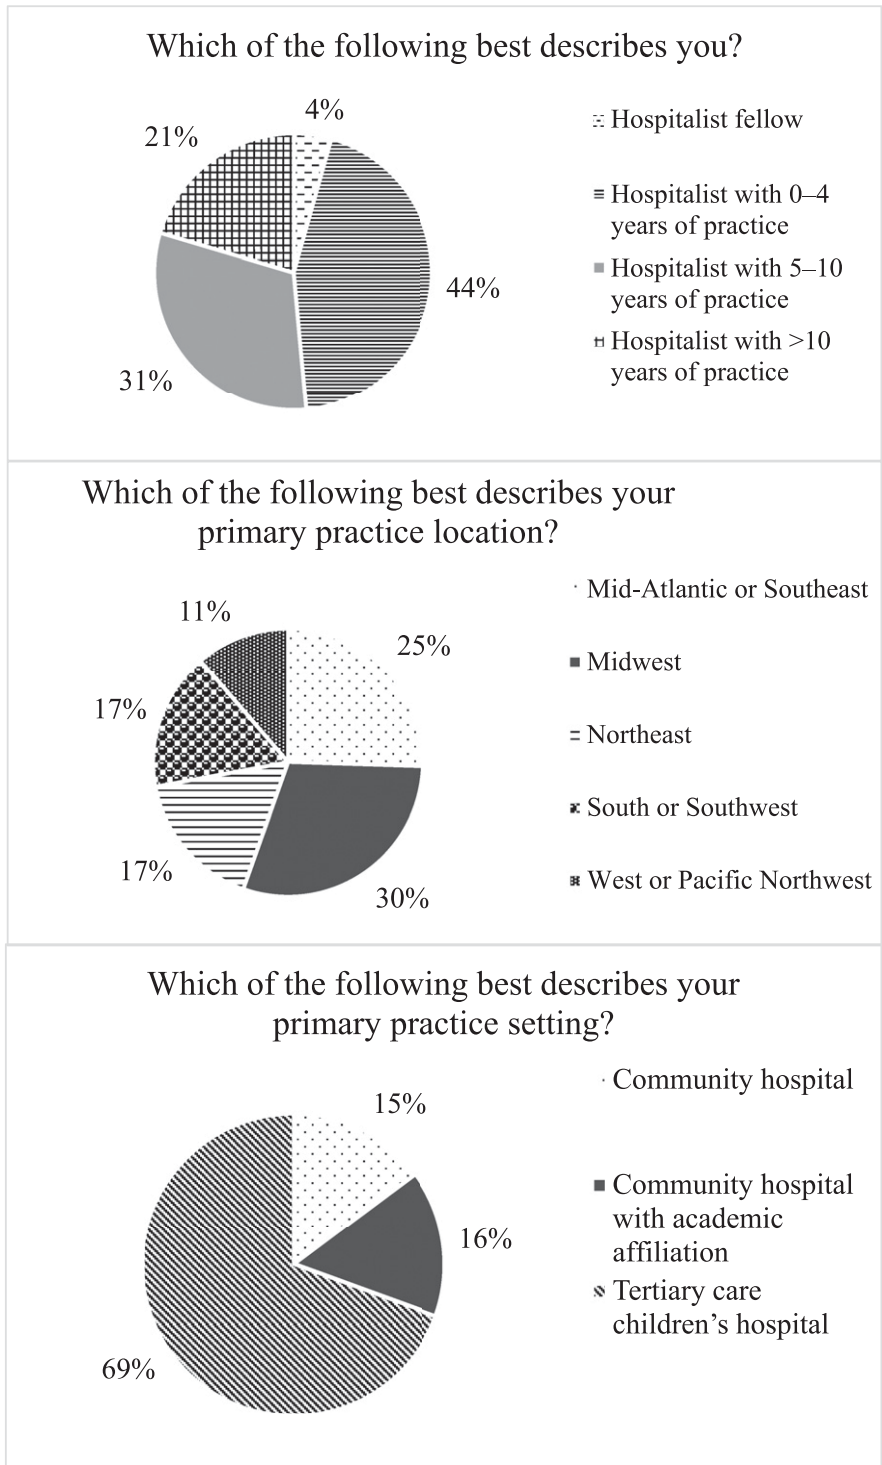 Which of the following best describes you?
4%
21%
44%
31%
Hospitalist fellow
Hospitalist with 0–4
years of practice
Hospitalist with 5–10
years of practice
Hospitalist with >10
years of practice
Which of the following best describes your
primary practice location?
11%
25%
17%
17%
30%
Mid-Atlantic or Southeast
Midwest
Northeast
South or Southwest
West or Pacific Northwest
Which of the following best describes your
primary practice setting?
15%
16%
69%
Community hospital
Community hospital
with academic
affiliation
Tertiary care
children’s hospital